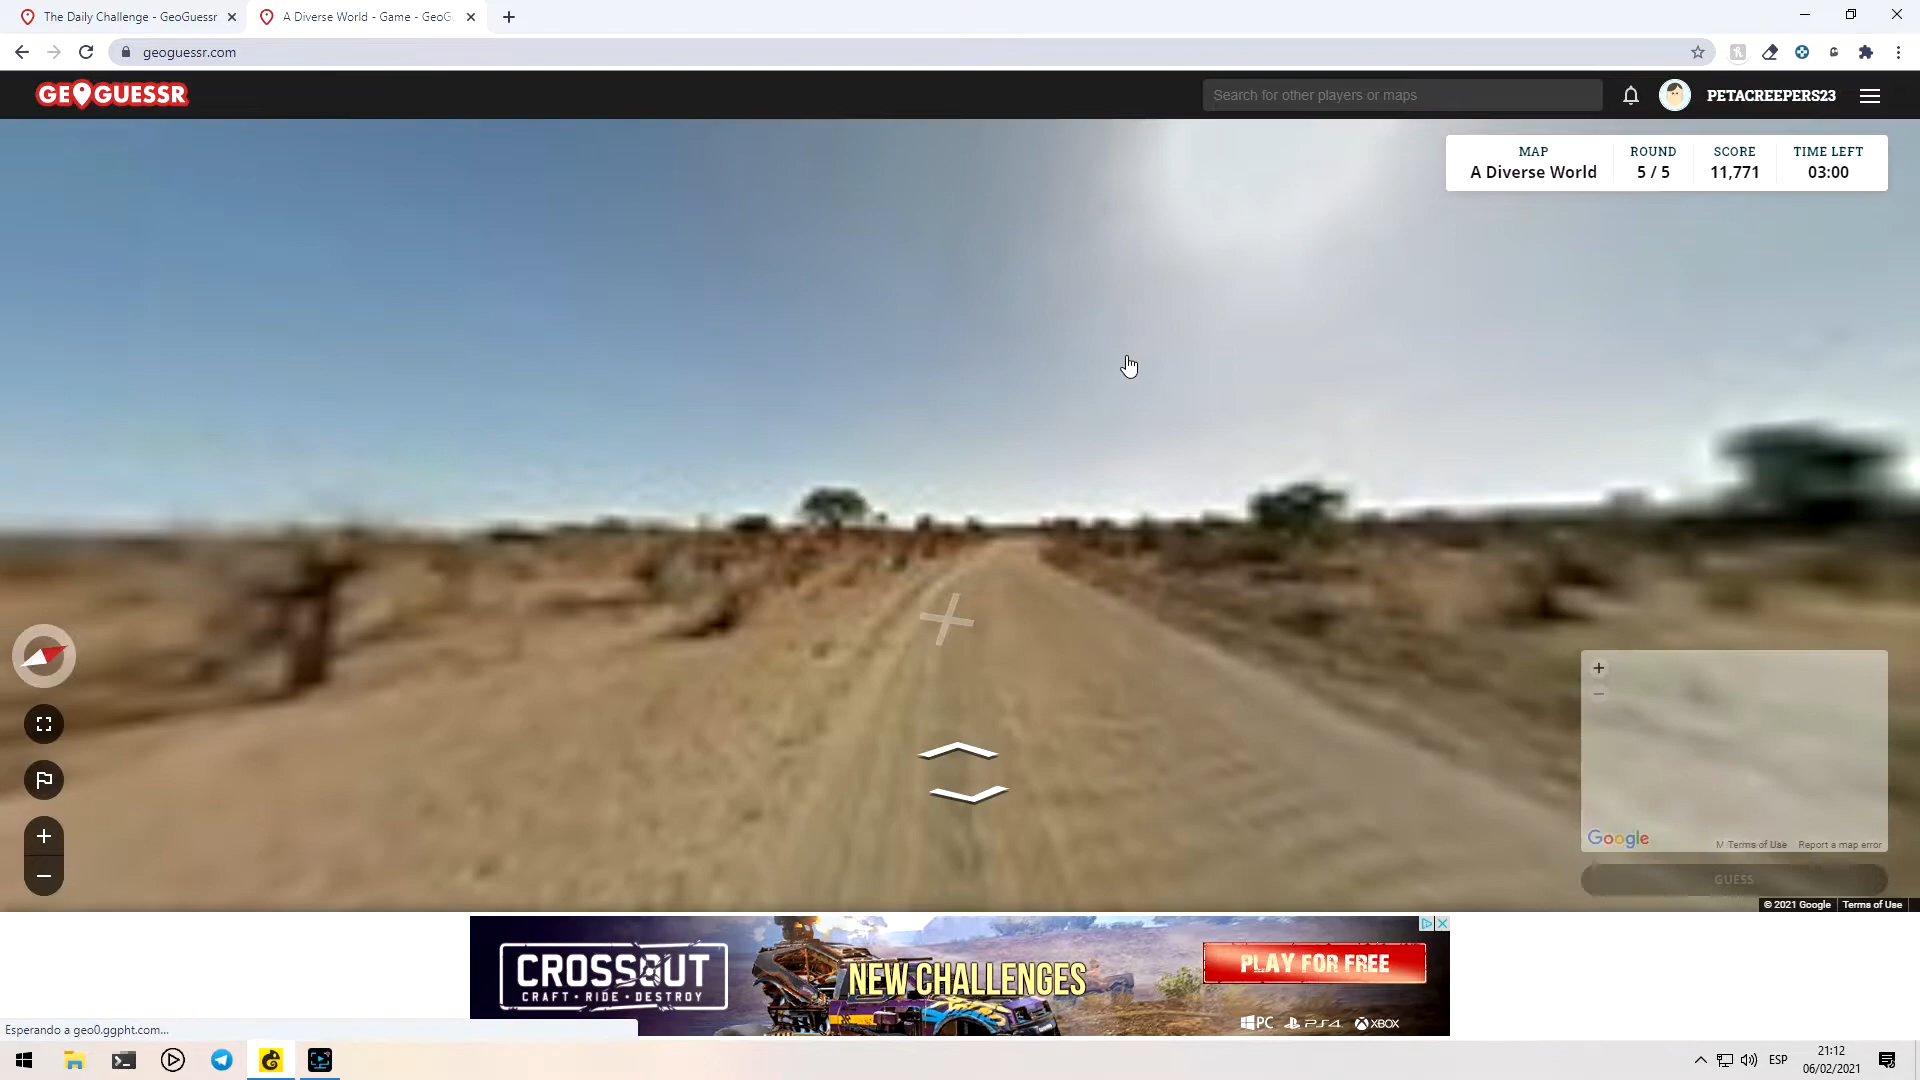 The Daily Challenge - GeoGuessr
A Diverse World - Game - GeoG
geoguessr.com
GEOGUESSR
Search for other players or maps
PETACREEPERS23
MAP
A Diverse World
ROUND
5 / 5
SCORE
11,771
TIME LEFT
03:00
Google
M Terms of Use
Report a map error
GUESS
© 2021 Google
Terms of Use
CROSSOUT
CRAFT • RIDE • DESTROY
NEW CHALLENGES
PLAY FOR FREE
PC
PS4
XBOX
Esperando a geo0.ggpht.com...
ESP
21:12
06/02/2021